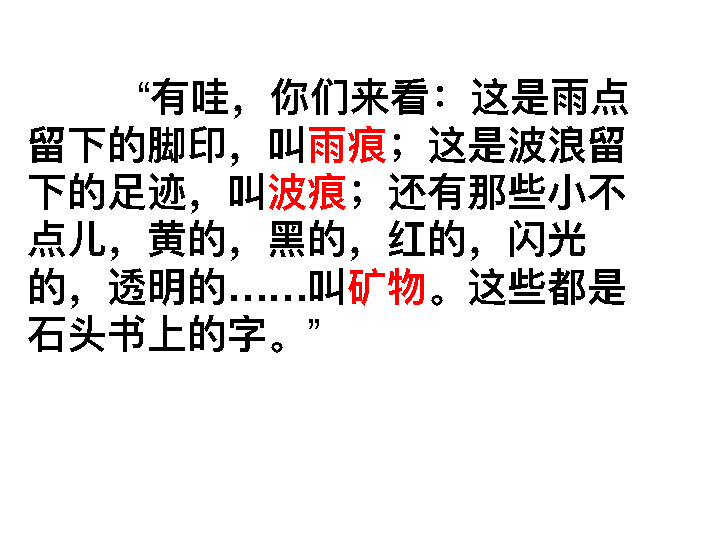 “有哇，你们来看：这是雨点
留下的脚印，叫雨痕；这是波浪留
下的足迹，叫波痕；还有那些小不
点儿，黄的，黑的，红的，闪光
的，透明的……叫矿物。这些都是
石头书上的字。”